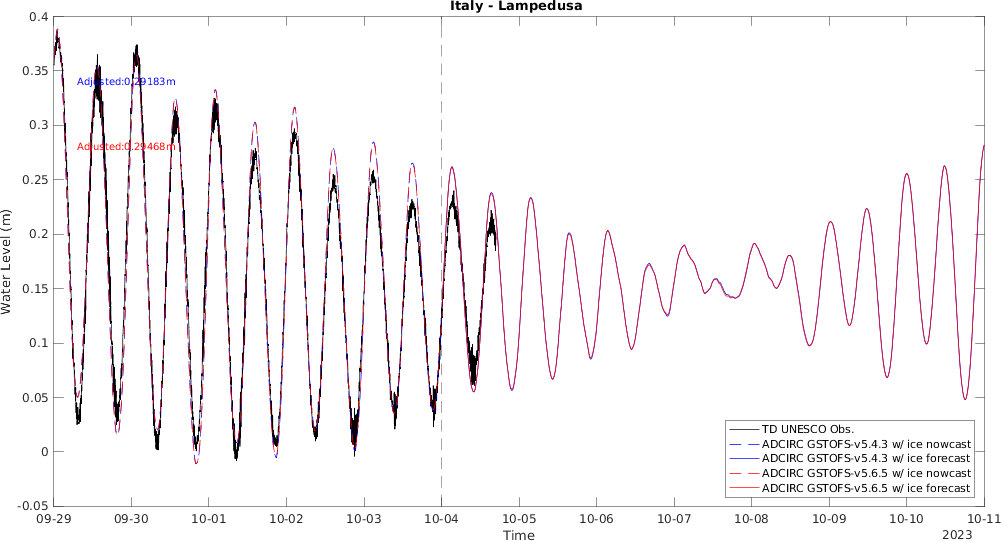 Italy - Lampedusa
0.4
0.35
0.3
0.25
0.2
0.15
0.1
0.05
0
-0.05
Water Level (m)
Adjusted:0.29183m
Adjusted:0.29468m
TD UNESCO Obs.
ADCIRC GSTOFS-v5.4.3 w/ ice nowcast
ADCIRC GSTOFS-v5.4.3 w/ ice forecast
ADCIRC GSTOFS-v5.6.5 w/ ice nowcast
ADCIRC GSTOFS-v5.6.5 w/ ice forecast
09-29 09-30 10-01 10-02 10-03 10-04 10-05 10-06 10-07 10-08 10-09 10-10 10-11
Time
2023